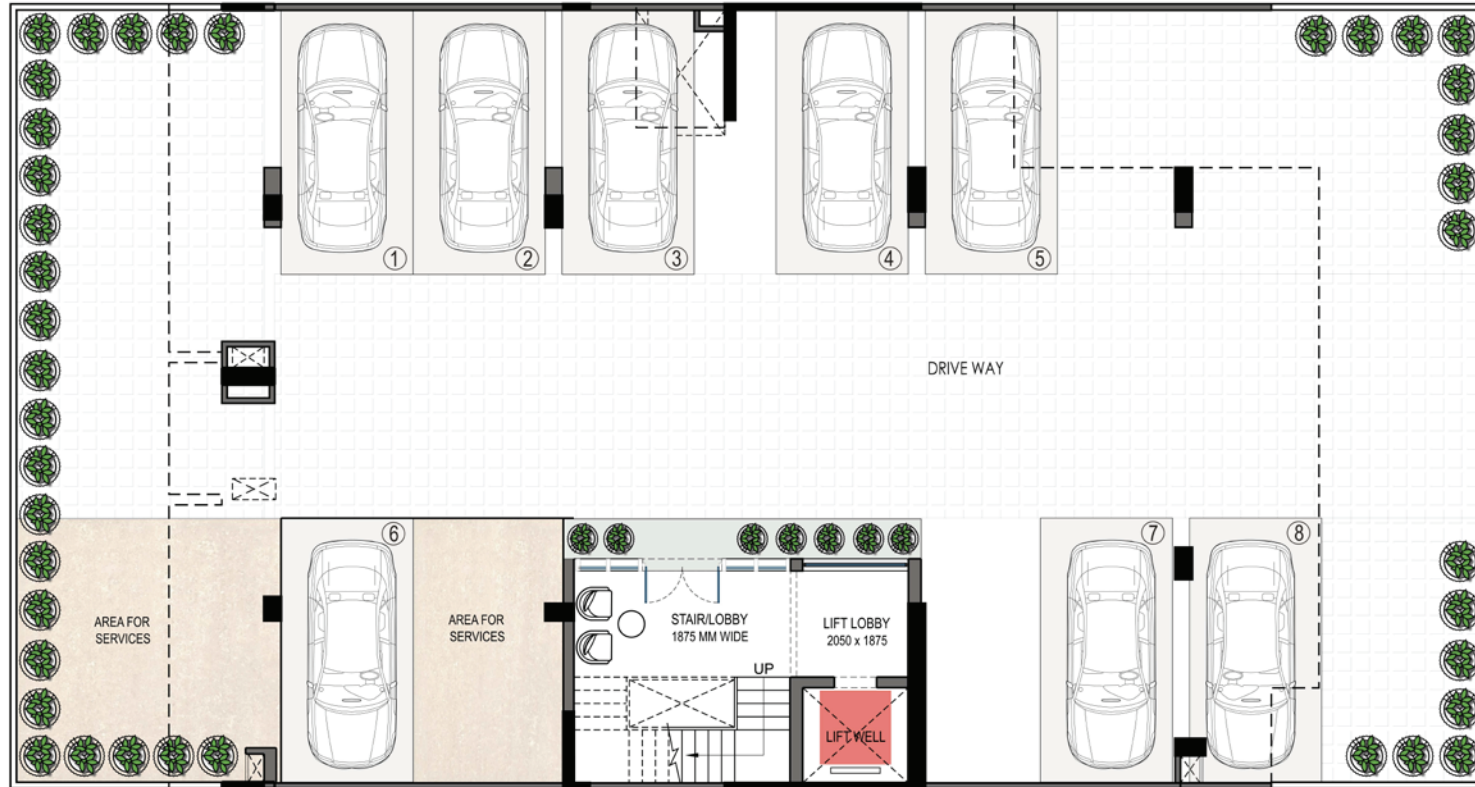 1
2
3
4
5
DRIVE WAY
6
7
8
AREA FOR
SERVICES
AREA FOR
SERVICES
STAIR/LOBBY
1875 MM WIDE
LIFT LOBBY
2050 x 1875
UP
LIFT WELL